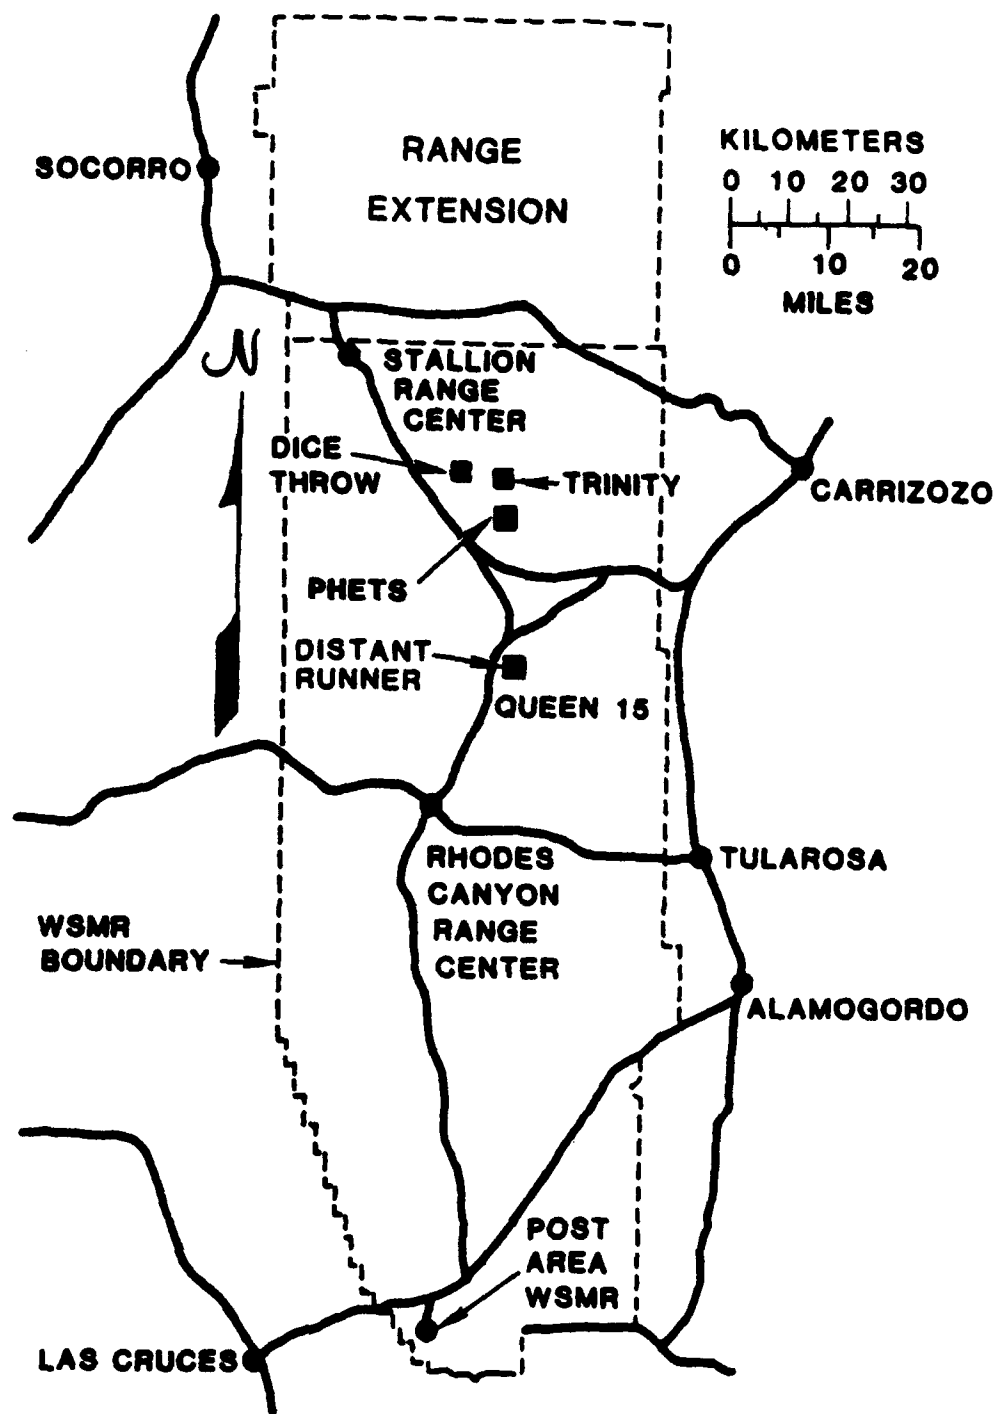 RANGE
EXTENSION
KILOMETERS
0 10 20 30
0 10 20
MILES
SOCORRO
N
STALLION
RANGE
CENTER
DICE
THROW
TRINITY
CARRIZOZO
PHETS
DISTANT
RUNNER
QUEEN 15
RHODES
CANYON
RANGE
CENTER
TULAROSA
WSMR
BOUNDARY
ALAMOGORDO
POST
AREA
WSMR
LAS CRUCES